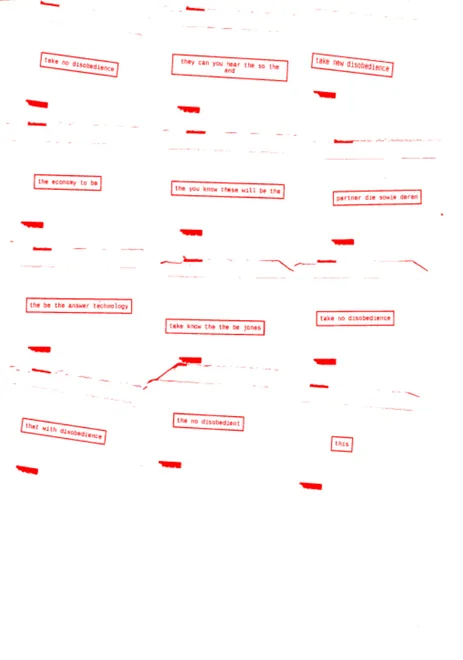 take no disobedience
they can you hear the so the
and
take new disobedience
the economy to be
the you know these will be the
partner die sowie deren
the be the answer technology
take know the the be jones
take no disobedience
that with disobedience
the no disobedient
this